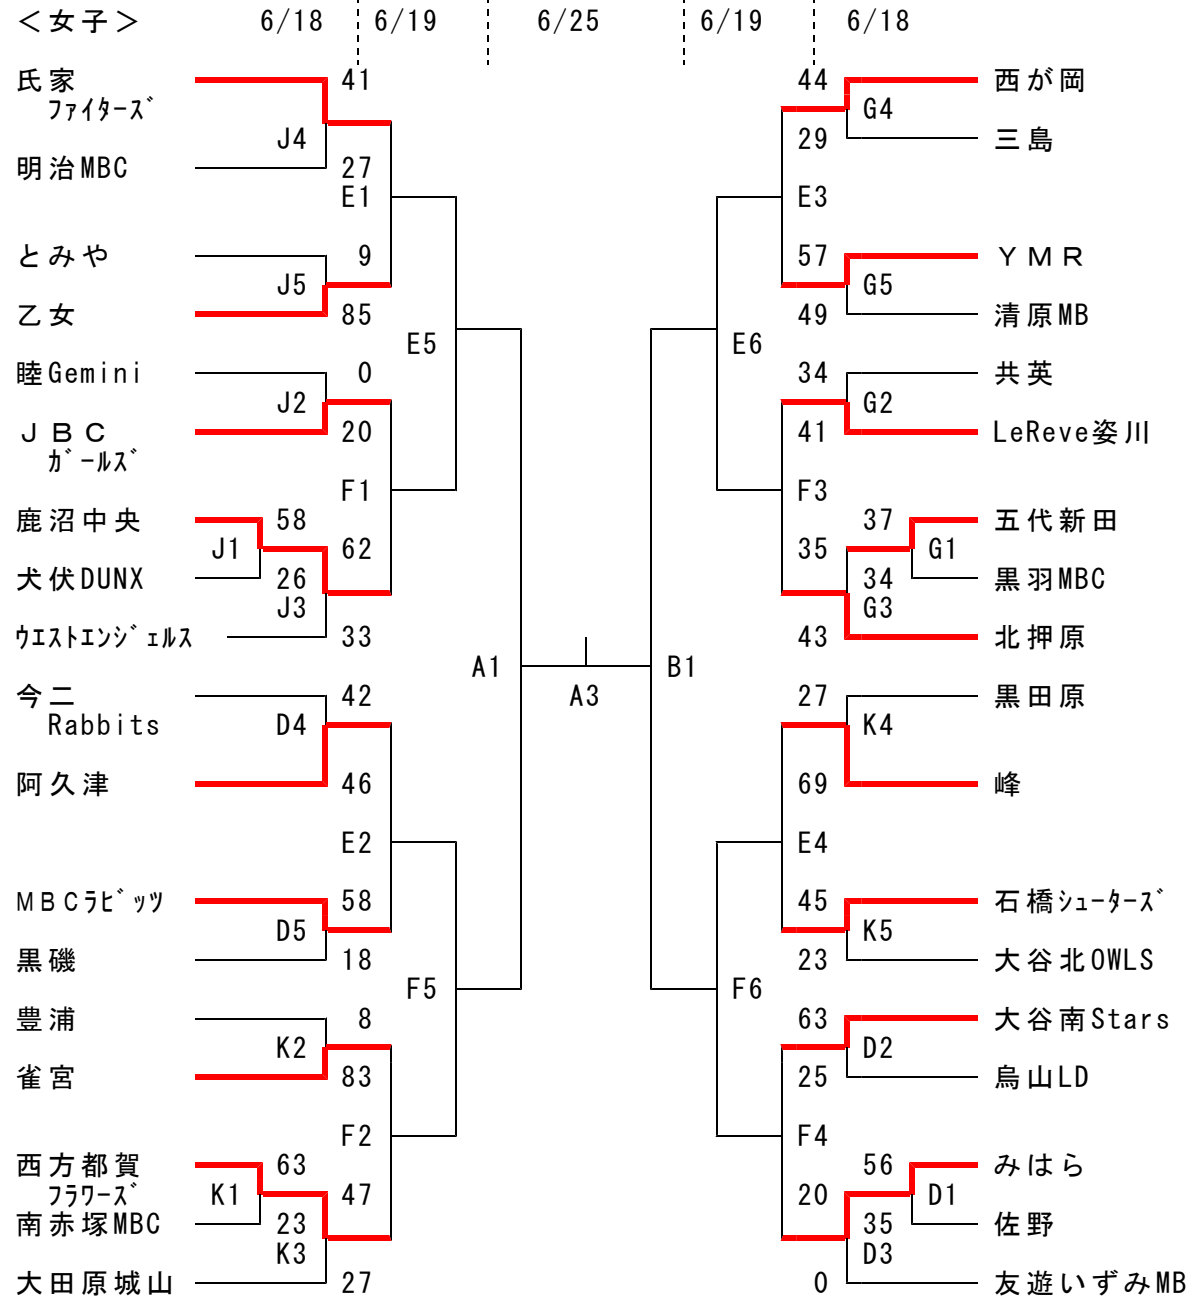 ＜女子＞ 6/18 6/19 6/25 6/19 6/18
氏家 41 44 西が岡
ﾌｧｲﾀｰｽﾞ G4
J4 29 三島
明治MBC 27
E1 E3
とみや 9 57 ＹＭＲ
J5 G5
乙女 85 49 清原MB
E5 E6
睦Gemini 0 34 共英
J2 G2
ＪＢＣ 20 41 LeReve姿川
ｶﾞｰﾙｽﾞ
F1 F3
鹿沼中央 58 37 五代新田
J1 62 35 G1
犬伏DUNX 26 34 黒羽MBC
J3 G3
ｳｴｽﾄｴﾝｼﾞｪﾙｽ 33 43 北押原
A1 B1
今二 42 A3 27 黒田原
Rabbits D4 K4
阿久津 46 69 峰
E2 E4
ＭＢＣﾗﾋﾞｯﾂ 58 45 石橋ｼｭｰﾀｰｽﾞ
D5 K5
黒磯 18 23 大谷北OWLS
F5 F6
豊浦 8 63 大谷南Stars
K2 D2
雀宮 83 25 烏山LD
F2 F4
西方都賀 63 56 みはら
ﾌﾗﾜｰｽﾞ K1 47 20 D1
南赤塚MBC 23 35 佐野
K3 D3
大田原城山 27 0 友遊いずみMB